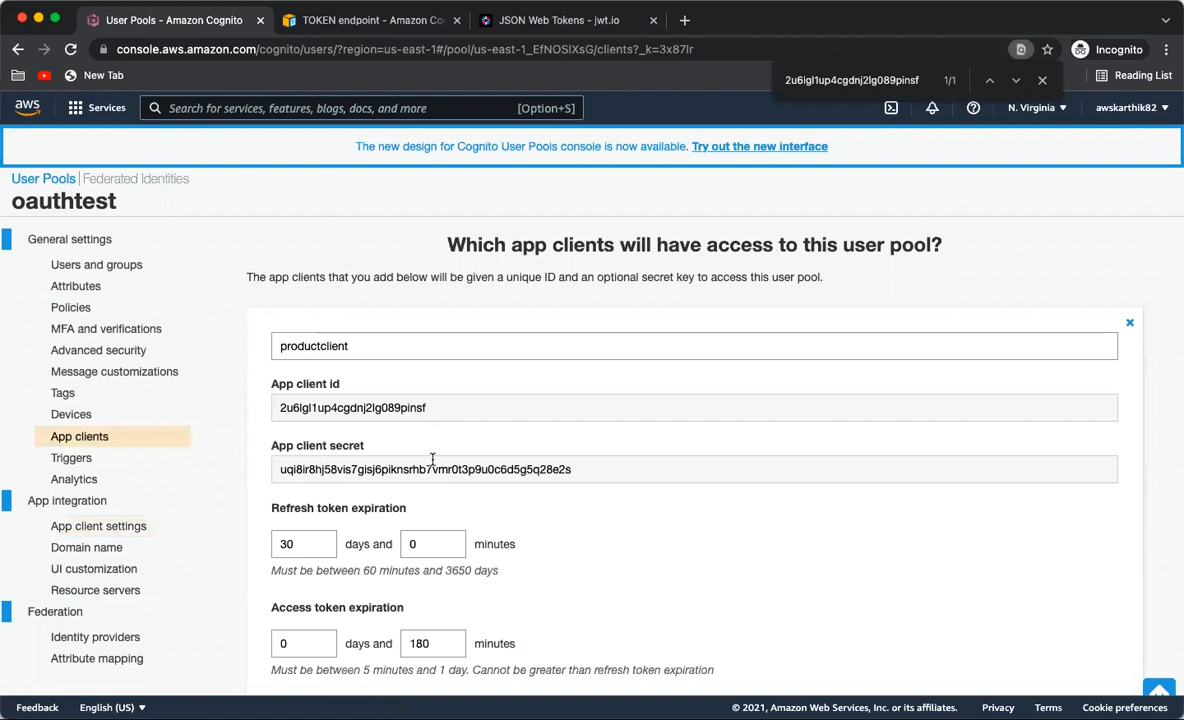 User Pools - Amazon Cognito
TOKEN endpoint - Amazon Co
JSON Web Tokens - jwt.io
console.aws.amazon.com/cognito/users/?region=us-east-1#/pool/us-east-1_EfNOSlXsG/clients?_k=3x87lr
Incognito
New Tab
2u6lgl1up4cgdnj2lg089pinsf 1/1
Reading List
aws
Services
Search for services, features, blogs, docs, and more [Option+S]
N. Virginia
awskarthik82
The new design for Cognito User Pools console is now available. Try out the new interface
User Pools | Federated Identities
oauthtest
General settings
Users and groups
Attributes
Policies
MFA and verifications
Advanced security
Message customizations
Tags
Devices
App clients
Triggers
Analytics
App integration
App client settings
Domain name
UI customization
Resource servers
Federation
Identity providers
Attribute mapping
Which app clients will have access to this user pool?
The app clients that you add below will be given a unique ID and an optional secret key to access this user pool.
productclient
App client id
2u6lgl1up4cgdnj2lg089pinsf
App client secret
uqi8ir8hj58vis7gisj6piknsrhb7vmr0t3p9u0c6d5g5q28e2s
Refresh token expiration
30 days and 0 minutes
Must be between 60 minutes and 3650 days
Access token expiration
0 days and 180 minutes
Must be between 5 minutes and 1 day. Cannot be greater than refresh token expiration
Feedback
English (US)
© 2021, Amazon Web Services, Inc. or its affiliates.
Privacy
Terms
Cookie preferences